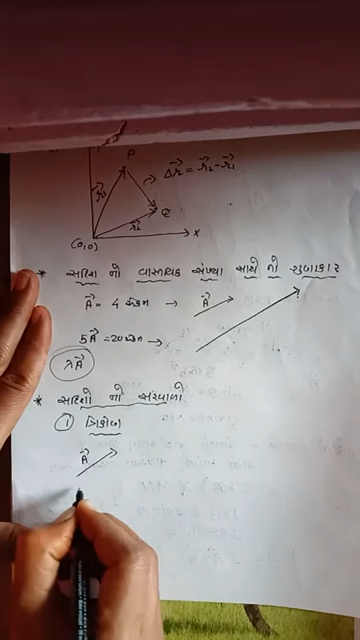 P
Δr⃗ = r⃗₂ - r⃗₁
r⃗₁
Q
r⃗₂
(0,0)
x
* સદિશ નો વાસ્તવિક સંખ્યા સાથે નો ગુણાકાર
A⃗ = 4 એકમ → A⃗
5A⃗ = 20 એકમ →
λA⃗
* સદિશો નો સરવાળો
① ત્રિકોણ
A⃗